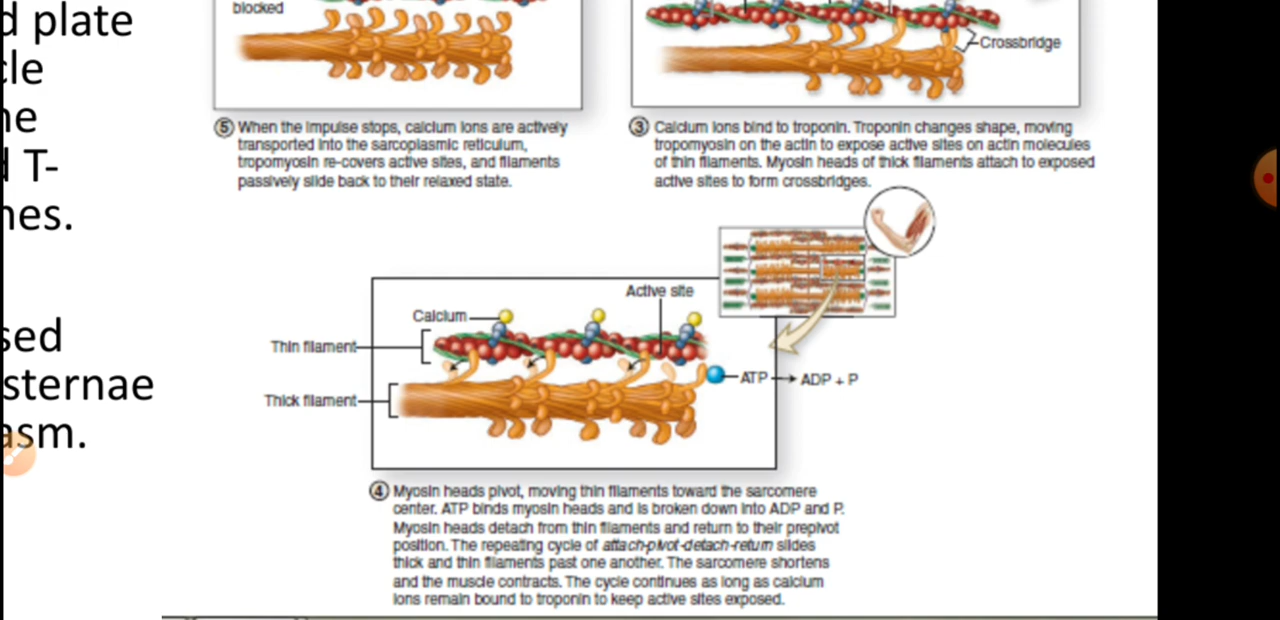 d plate
cle
ne
d T-
nes.
sed
sternae
asm.
blocked
Crossbridge
5 When the impulse stops, calcium ions are actively
transported into the sarcoplasmic reticulum,
tropomyosin re-covers active sites, and filaments
passively slide back to their relaxed state.
3 Calcium ions bind to troponin. Troponin changes shape, moving
tropomyosin on the actin to expose active sites on actin molecules
of thin filaments. Myosin heads of thick filaments attach to exposed
active sites to form crossbridges.
Active site
Calcium
Thin filament
ATP → ADP + P
Thick filament
4 Myosin heads pivot, moving thin filaments toward the sarcomere
center. ATP binds myosin heads and is broken down into ADP and P.
Myosin heads detach from thin filaments and return to their prepivot
position. The repeating cycle of attach-pivot-detach-return slides
thick and thin filaments past one another. The sarcomere shortens
and the muscle contracts. The cycle continues as long as calcium
ions remain bound to troponin to keep active sites exposed.